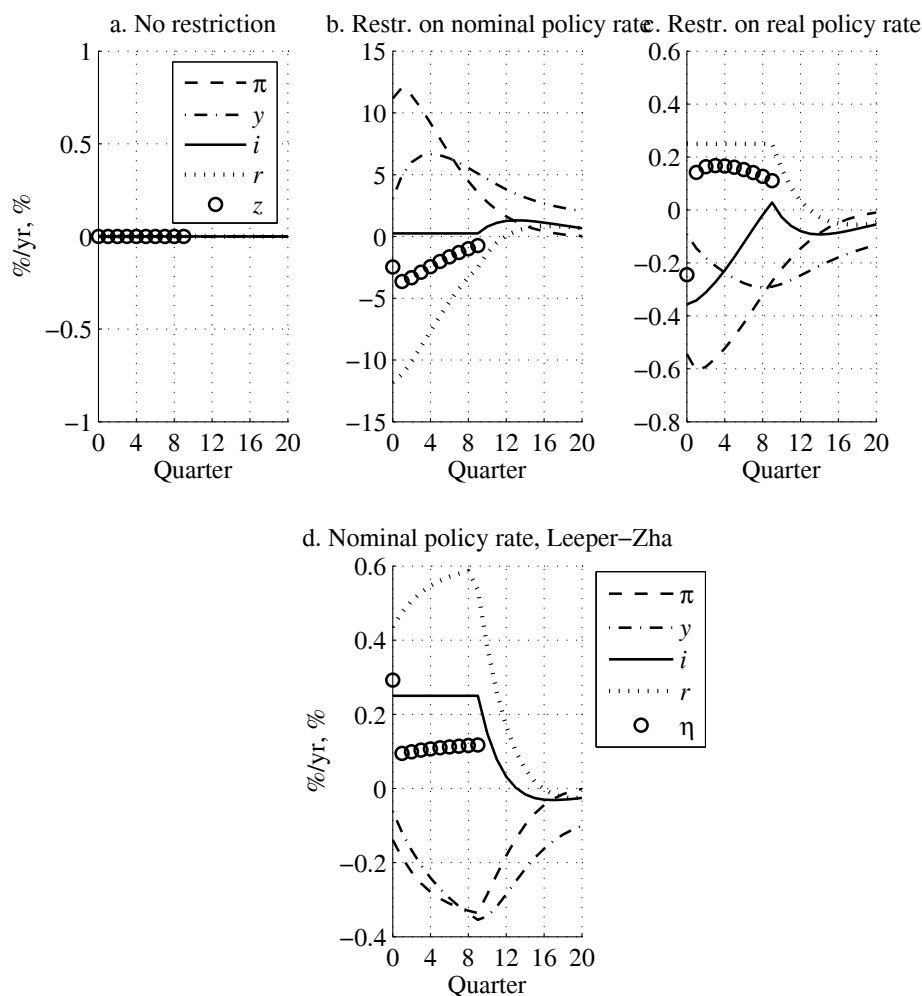 a. No restriction
b. Restr. on nominal policy rate
c. Restr. on real policy rate
%/yr, %
1
0.5
0
−0.5
−1
π
y
i
r
z
0 4 8 12 16 20
Quarter
15
10
5
0
−5
−10
−15
0 4 8 12 16 20
Quarter
0.6
0.4
0.2
0
−0.2
−0.4
−0.6
−0.8
0 4 8 12 16 20
Quarter
d. Nominal policy rate, Leeper−Zha
%/yr, %
0.6
0.4
0.2
0
−0.2
−0.4
0 4 8 12 16 20
Quarter
π
y
i
r
η